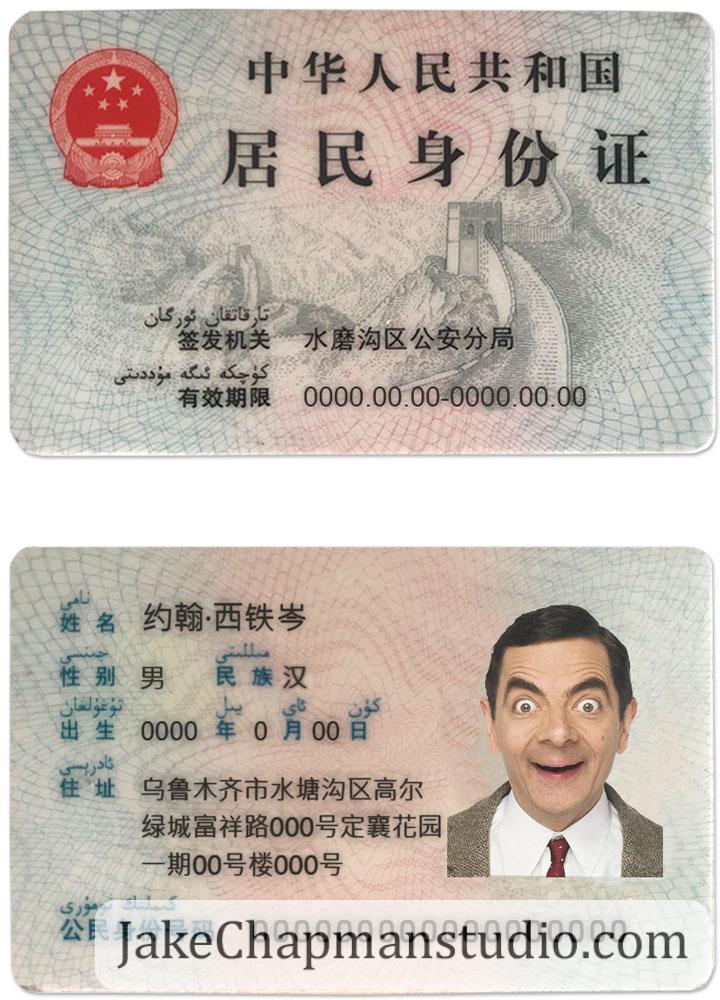 中华人民共和国
居民身份证
تارقاتقان ئورگان
签发机关 水磨沟区公安分局
كۈچكە ئىگە مۇددىتى
有效期限 0000.00.00-0000.00.00
نامى
姓名 约翰·西铁岑
جىنسى مىللىتى
性别 男 民族 汉
تۇغۇلغان يىل ئاي كۈن
出生 0000 年 0 月 00 日
ئادرېسى
住址 乌鲁木齐市水塘沟区高尔
绿城富祥路000号定襄花园
一期00号楼000号
كىملىك نومۇرى
公民身份号码 000000000000000000
JakeChapmanstudio.com